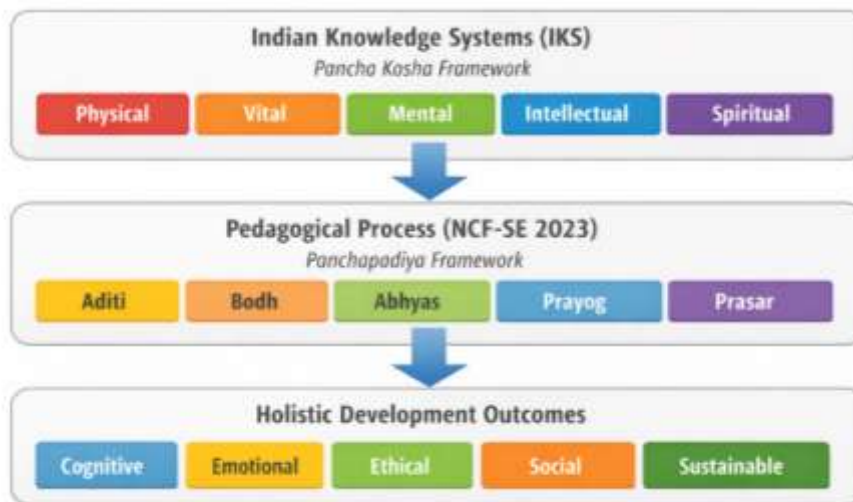 Indian Knowledge Systems (IKS)
Pancha Kosha Framework
Physical Vital Mental Intellectual Spiritual
Pedagogical Process (NCF-SE 2023)
Panchapadiya Framework
Aditi Bodh Abhyas Prayog Prasar
Holistic Development Outcomes
Cognitive Emotional Ethical Social Sustainable